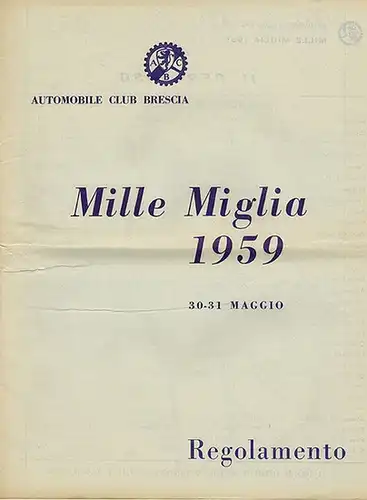 A C B
AUTOMOBILE CLUB BRESCIA
Mille Miglia
1959
30-31 MAGGIO
Regolamento